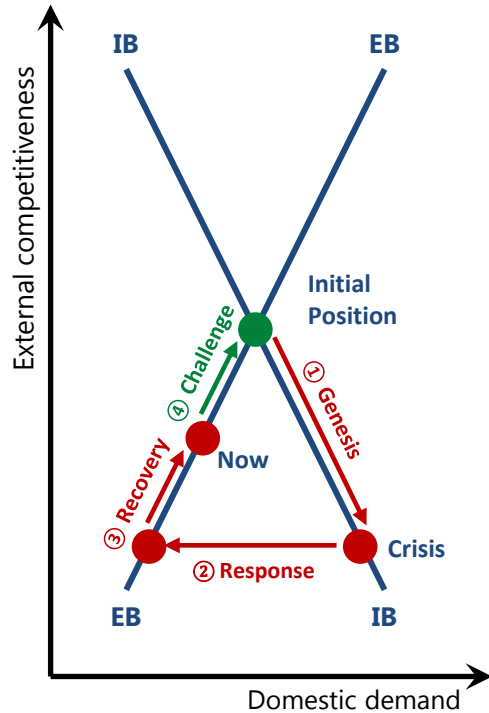 IB
EB
External competitiveness
Initial
Position
④ Challenge
① Genesis
Now
③ Recovery
Crisis
② Response
EB
IB
Domestic demand